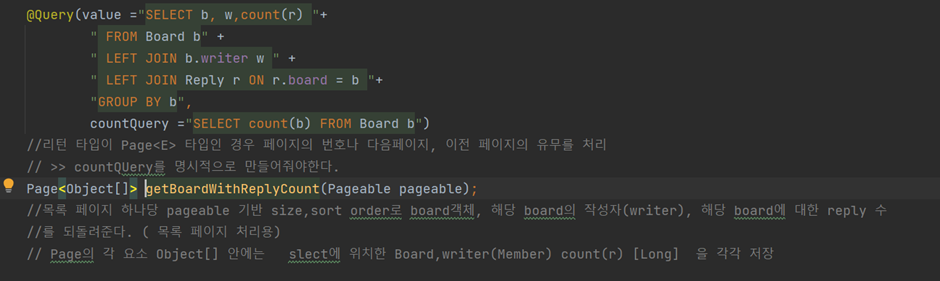 @Query(value ="SELECT b, w,count(r) "+
" FROM Board b" +
" LEFT JOIN b.writer w " +
" LEFT JOIN Reply r ON r.board = b "+
"GROUP BY b",
countQuery ="SELECT count(b) FROM Board b")
//리턴 타입이 Page<E> 타입인 경우 페이지의 번호나 다음페이지, 이전 페이지의 유무를 처리
// >> countQUery를 명시적으로 만들어줘야한다.
Page<Object[]> getBoardWithReplyCount(Pageable pageable);
//목록 페이지 하나당 pageable 기반 size,sort order로 board객체, 해당 board의 작성자(writer), 해당 board에 대한 reply 수
//를 되돌려준다. ( 목록 페이지 처리용)
// Page의 각 요소 Object[] 안에는 slect에 위치한 Board,writer(Member) count(r) [Long] 을 각각 저장